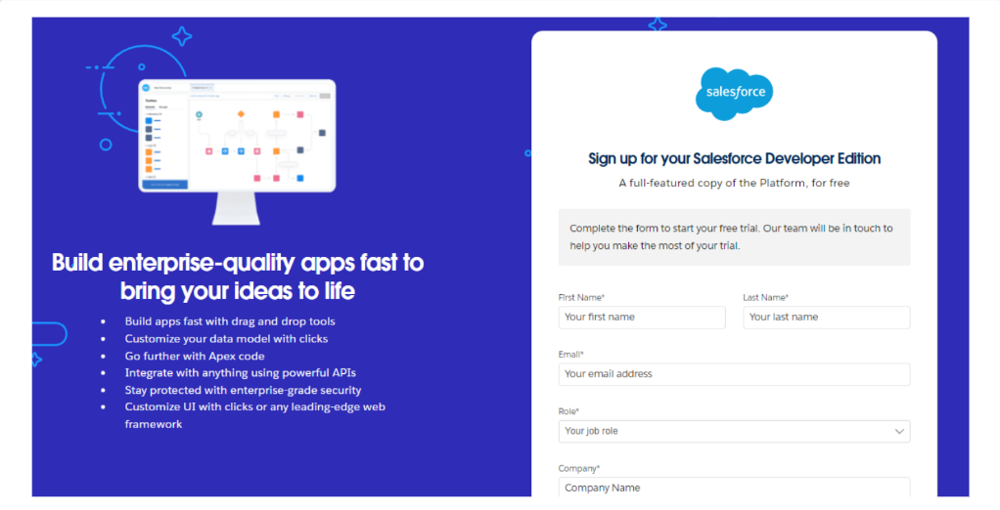 Build enterprise-quality apps fast to
bring your ideas to life
Build apps fast with drag and drop tools
Customize your data model with clicks
Go further with Apex code
Integrate with anything using powerful APIs
Stay protected with enterprise-grade security
Customize UI with clicks or any leading-edge web
framework
salesforce
Sign up for your Salesforce Developer Edition
A full-featured copy of the Platform, for free
Complete the form to start your free trial. Our team will be in touch to
help you make the most of your trial.
First Name* Last Name*
Your first name Your last name
Email*
Your email address
Role*
Your job role
Company*
Company Name